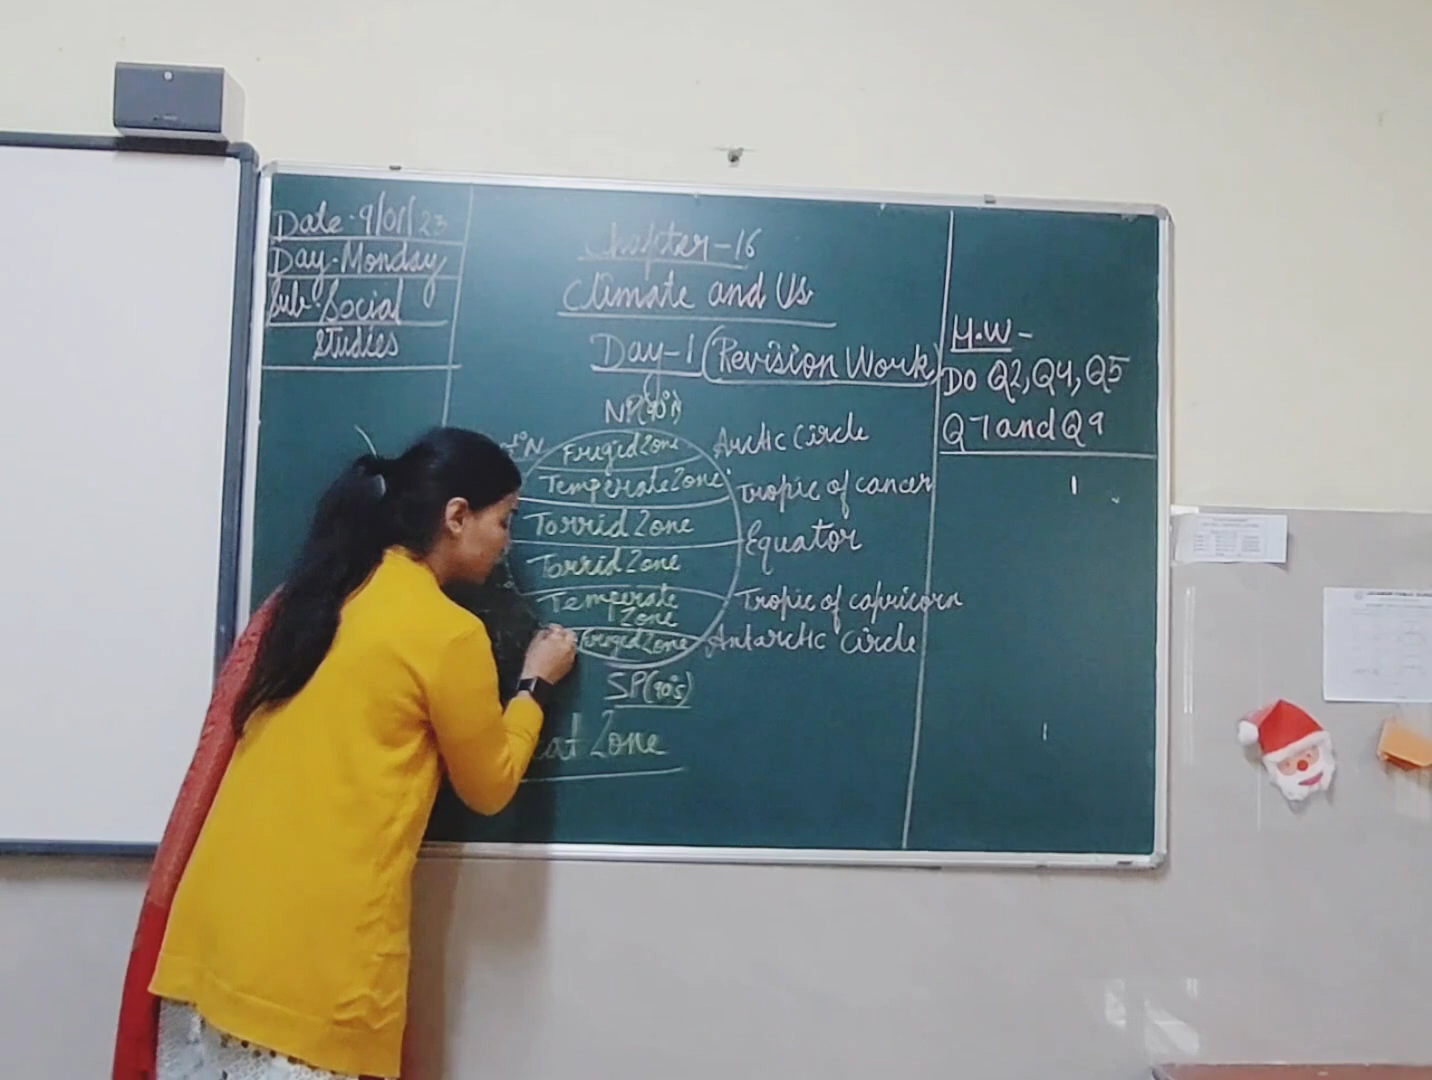 Date-9/01/23
Day-Monday
Sub-Social
Studies
Chapter-16
Climate and Us
Day-1 (Revision Work)
NP(90°N)
Frigid Zone
Arctic Circle
Temperate Zone
Tropic of cancer
Torrid Zone
Equator
Torrid Zone
Temperate
Zone
Tropic of capricorn
Frigid Zone
Antarctic Circle
SP(90°S)
Zone
H.W-
Do Q2, Q4, Q5
Q7 and Q9